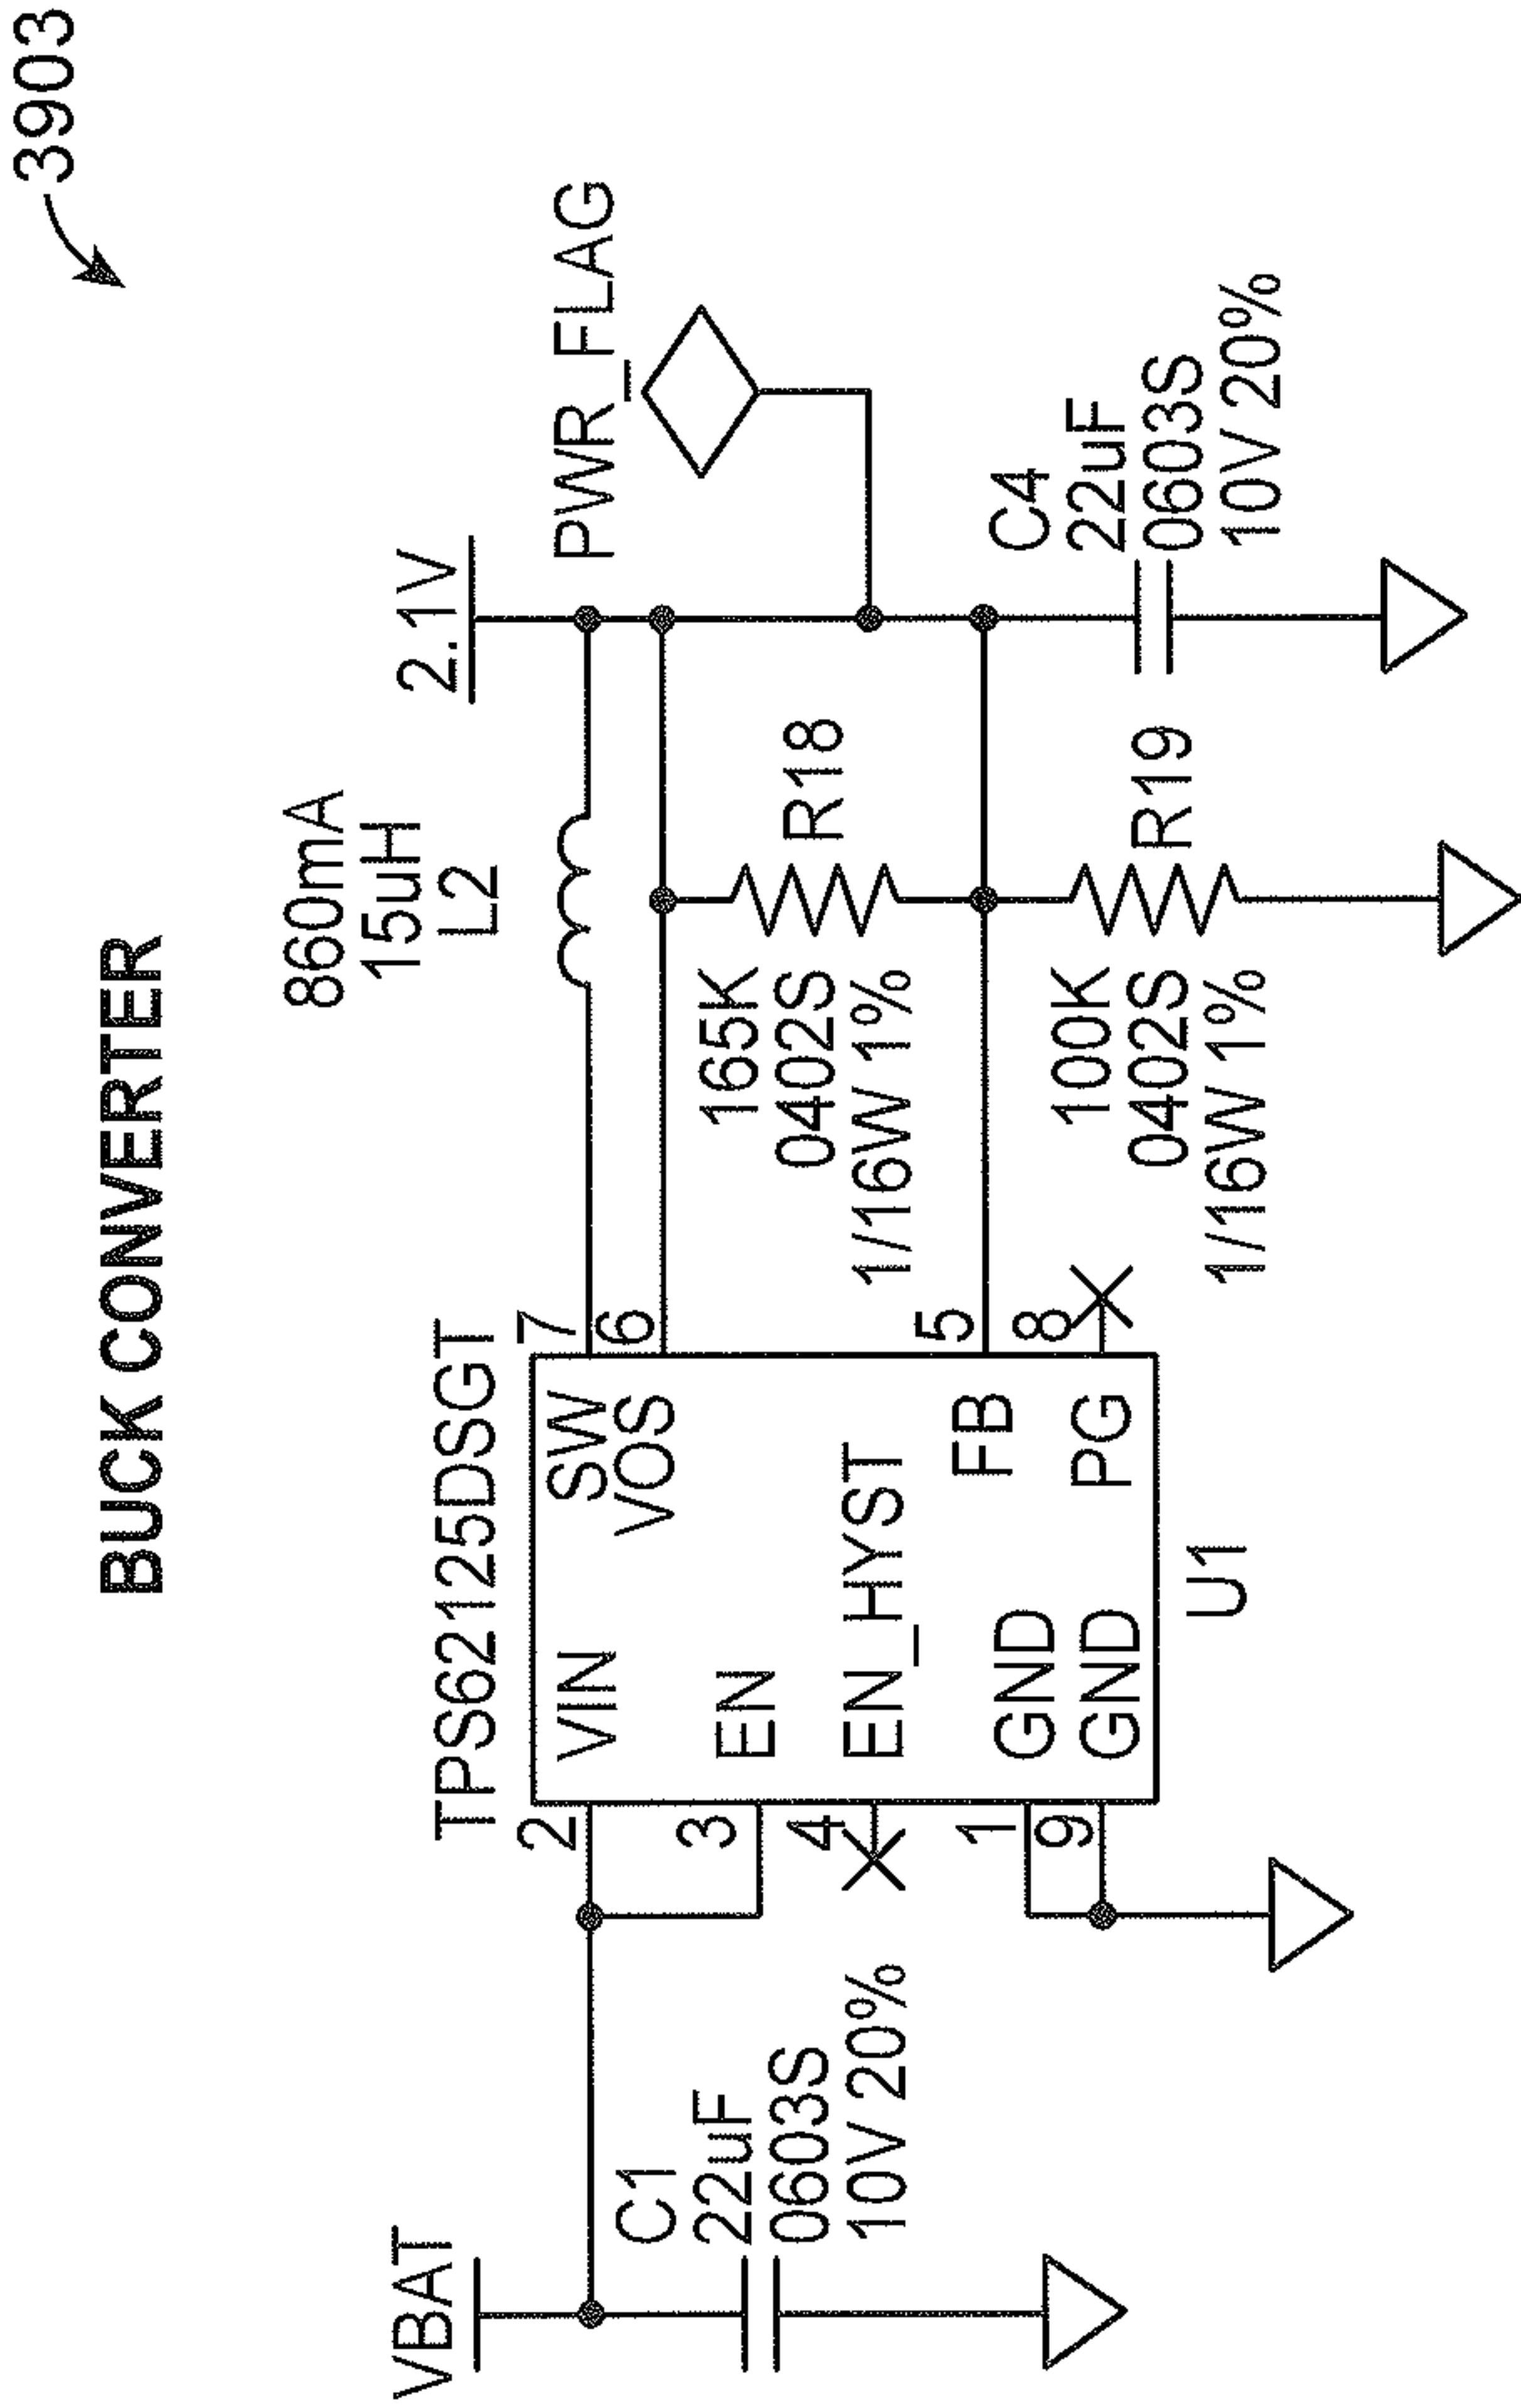 3903
BUCK CONVERTER
860mA
15uH
L2
VBAT
TPS62125DSGT
2.1V
PWR_FLAG
2
VIN
SW
7
VOS
6
C1
22uF
0603S
10V 20%
3
EN
165K
0402S
1/16W 1%
R18
4
EN_HYST
FB
5
C4
22uF
0603S
10V 20%
1
GND
9
GND
PG
8
100K
0402S
1/16W 1%
R19
U1